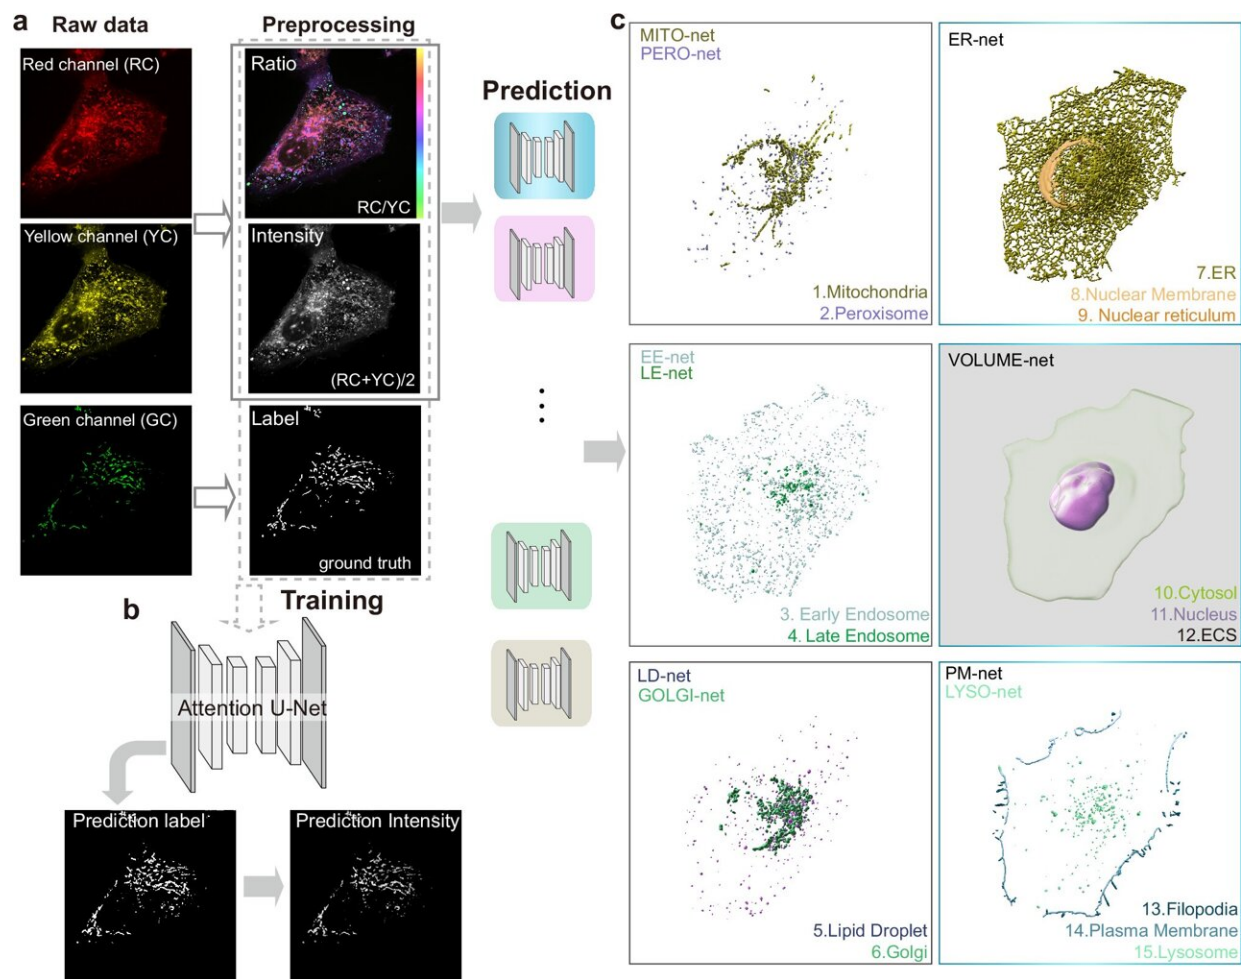 a
Raw data
Preprocessing
Red channel (RC)
Ratio
RC/YC
Yellow channel (YC)
Intensity
(RC+YC)/2
Green channel (GC)
Label
ground truth
Prediction
b
Training
Attention U-Net
Prediction label
Prediction Intensity
c
MITO-net
PERO-net
1.Mitochondria
2.Peroxisome
ER-net
7.ER
8.Nuclear Membrane
9. Nuclear reticulum
EE-net
LE-net
3. Early Endosome
4. Late Endosome
VOLUME-net
10.Cytosol
11.Nucleus
12.ECS
LD-net
GOLGI-net
5.Lipid Droplet
6.Golgi
PM-net
LYSO-net
13.Filopodia
14.Plasma Membrane
15.Lysosome